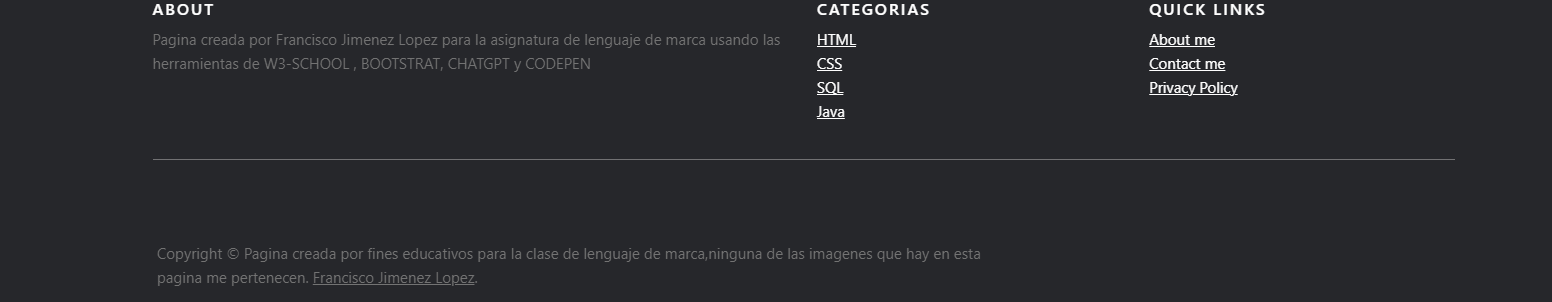 ABOUT
Pagina creada por Francisco Jimenez Lopez para la asignatura de lenguaje de marca usando las
herramientas de W3-SCHOOL , BOOTSTRAT, CHATGPT y CODEPEN
CATEGORIAS
HTML
CSS
SQL
Java
QUICK LINKS
About me
Contact me
Privacy Policy
Copyright © Pagina creada por fines educativos para la clase de lenguaje de marca,ninguna de las imagenes que hay en esta
pagina me pertenecen. Francisco Jimenez Lopez.